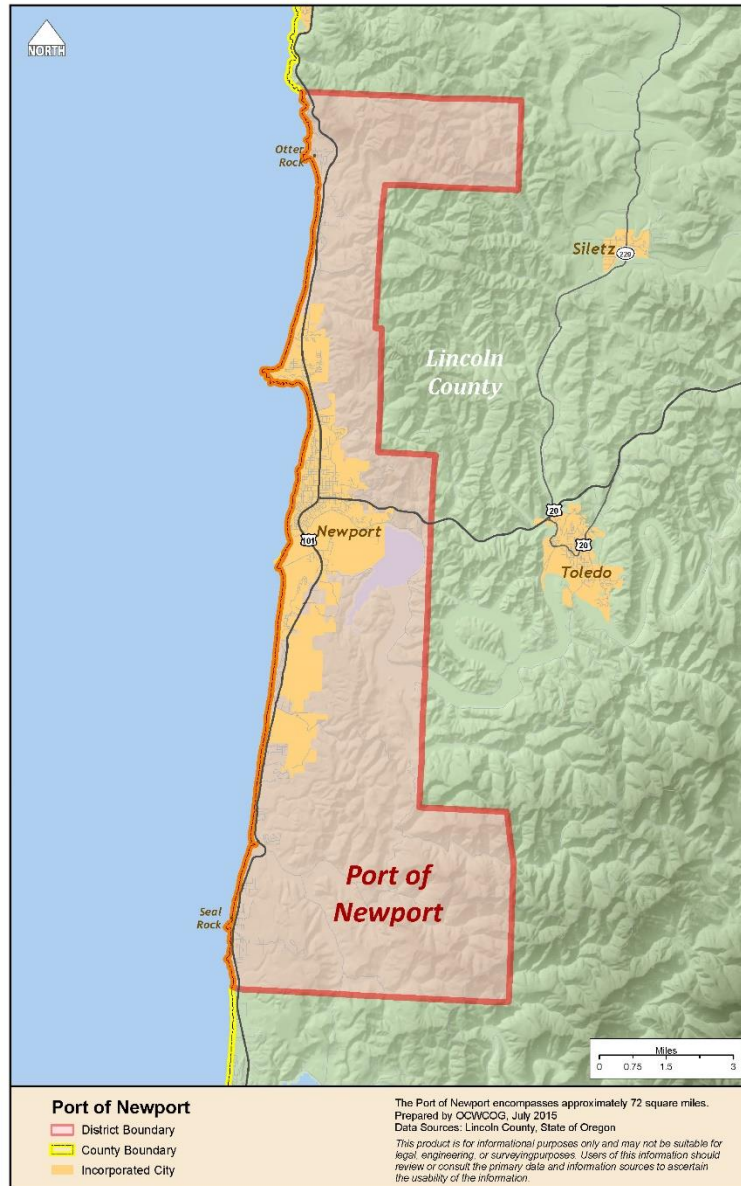 NORTH
Otter
Rock
Siletz
229
Lincoln
County
20
Newport
101
20
Toledo
Port of
Newport
Seal
Rock
Miles
0 0.75 1.5 3
Port of Newport
District Boundary
County Boundary
Incorporated City
The Port of Newport encompasses approximately 72 square miles.
Prepared by OCWCOG, July 2015
Data Sources: Lincoln County, State of Oregon
This product is for informational purposes only and may not be suitable for
legal, engineering, or surveyingpurposes. Users of this information should
review or consult the primary data and information sources to ascertain
the usability of the information.